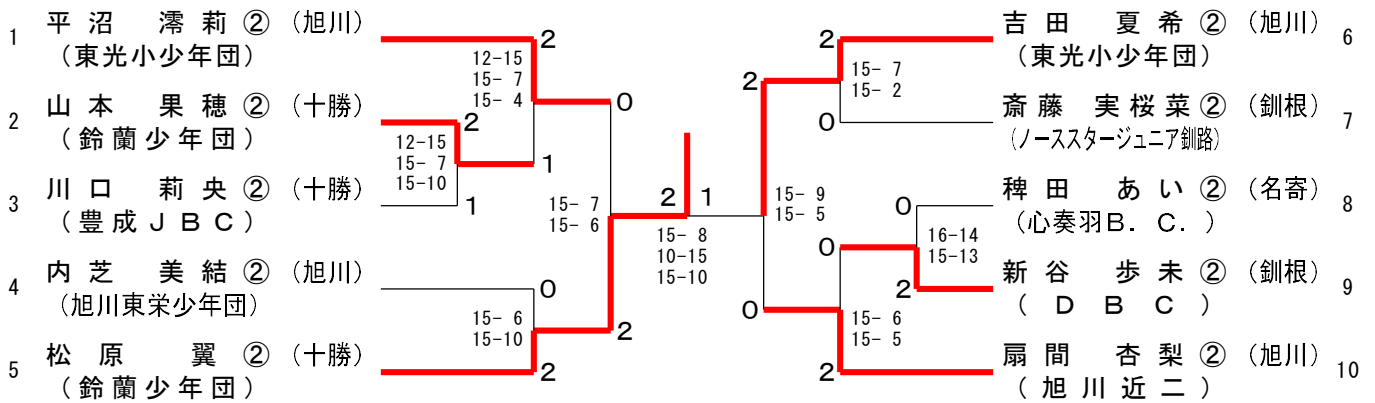 1 平沼 澪莉② (旭川)
(東光小少年団)
2 山本 果穂② (十勝)
(鈴蘭少年団)
3 川口 莉央② (十勝)
(豊成ＪＢＣ)
4 内芝 美結② (旭川)
(旭川東栄少年団)
5 松原 翼② (十勝)
(鈴蘭少年団)
2
12-15
15- 7
15- 4
0
2
12-15
15- 7
15-10
1
1
15- 7
15- 6
0
15- 6
15-10
2
2
2 1
15- 8
10-15
15-10
2
2
15- 7
15- 2
0
15- 9
15- 5
0
16-14
15-13
0
2
0
15- 6
15- 5
2
吉田 夏希② (旭川) 6
(東光小少年団)
斎藤 実桜菜② (釧根) 7
(ノーススタージュニア釧路)
稗田 あい② (名寄) 8
(心奏羽Ｂ．Ｃ．)
新谷 歩未② (釧根) 9
(ＤＢＣ)
扇間 杏梨② (旭川) 10
(旭川近二)